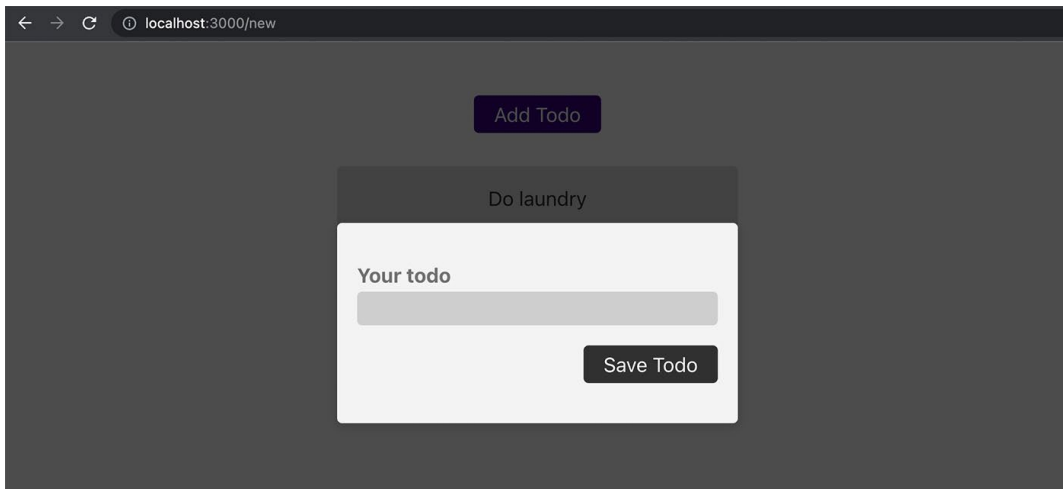 localhost:3000/new
Add Todo
Do laundry
Your todo
Save Todo